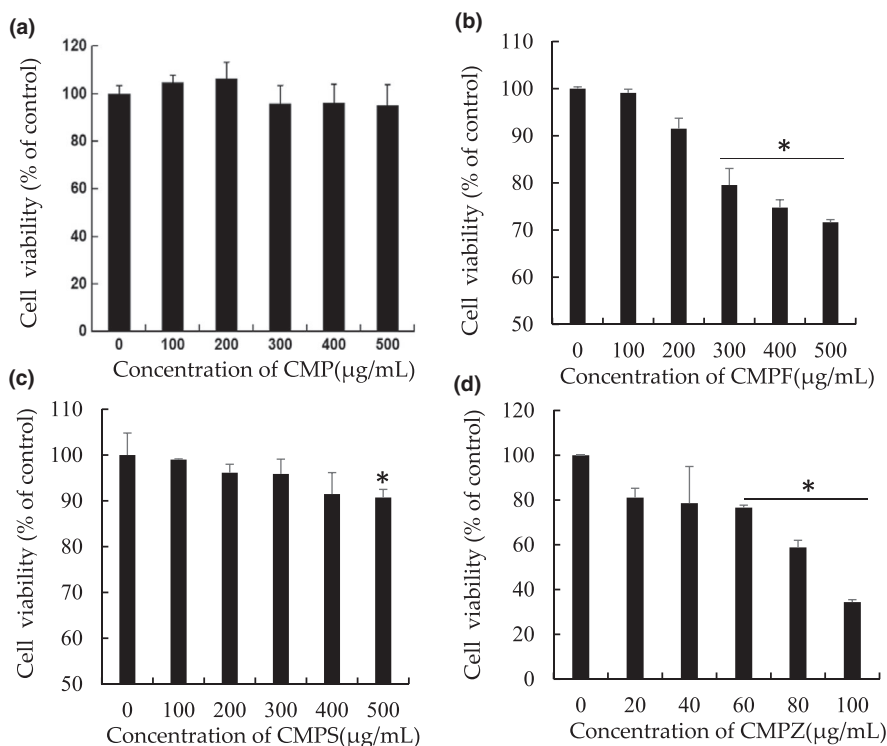 (a)
Cell viability (% of control)
120
100
80
60
40
20
0
0 100 200 300 400 500
Concentration of CMP(µg/mL)
(b)
Cell viability (% of control)
110
100
90
80
70
60
50
*
0 100 200 300 400 500
Concentration of CMPF(µg/mL)
(c)
Cell viability (% of control)
110
100
90
80
70
60
50
*
0 100 200 300 400 500
Concentration of CMPS(µg/mL)
(d)
Cell viability (% of control)
120
100
80
60
40
20
0
*
0 20 40 60 80 100
Concentration of CMPZ(µg/mL)